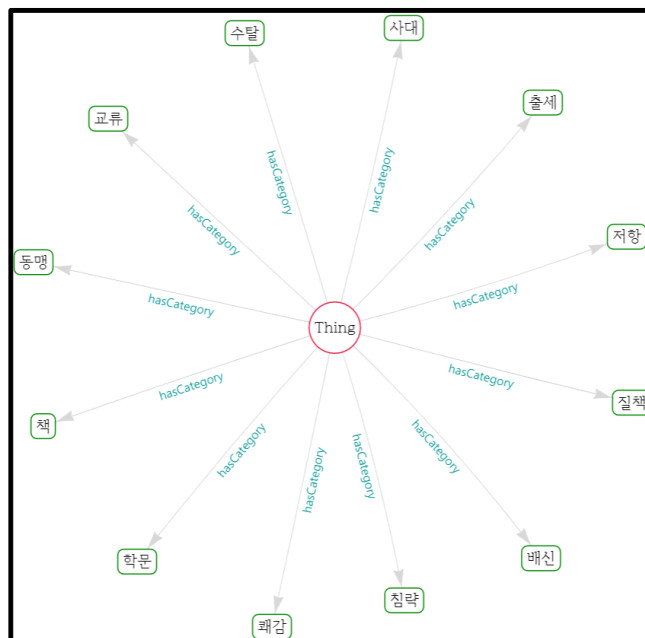 사대
수탈
출세
교류
hasCategory
hasCategory
hasCategory
hasCategory
저항
동맹
hasCategory
hasCategory
Thing
hasCategory
hasCategory
질책
책
hasCategory
hasCategory
hasCategory
hasCategory
배신
학문
침략
쾌감